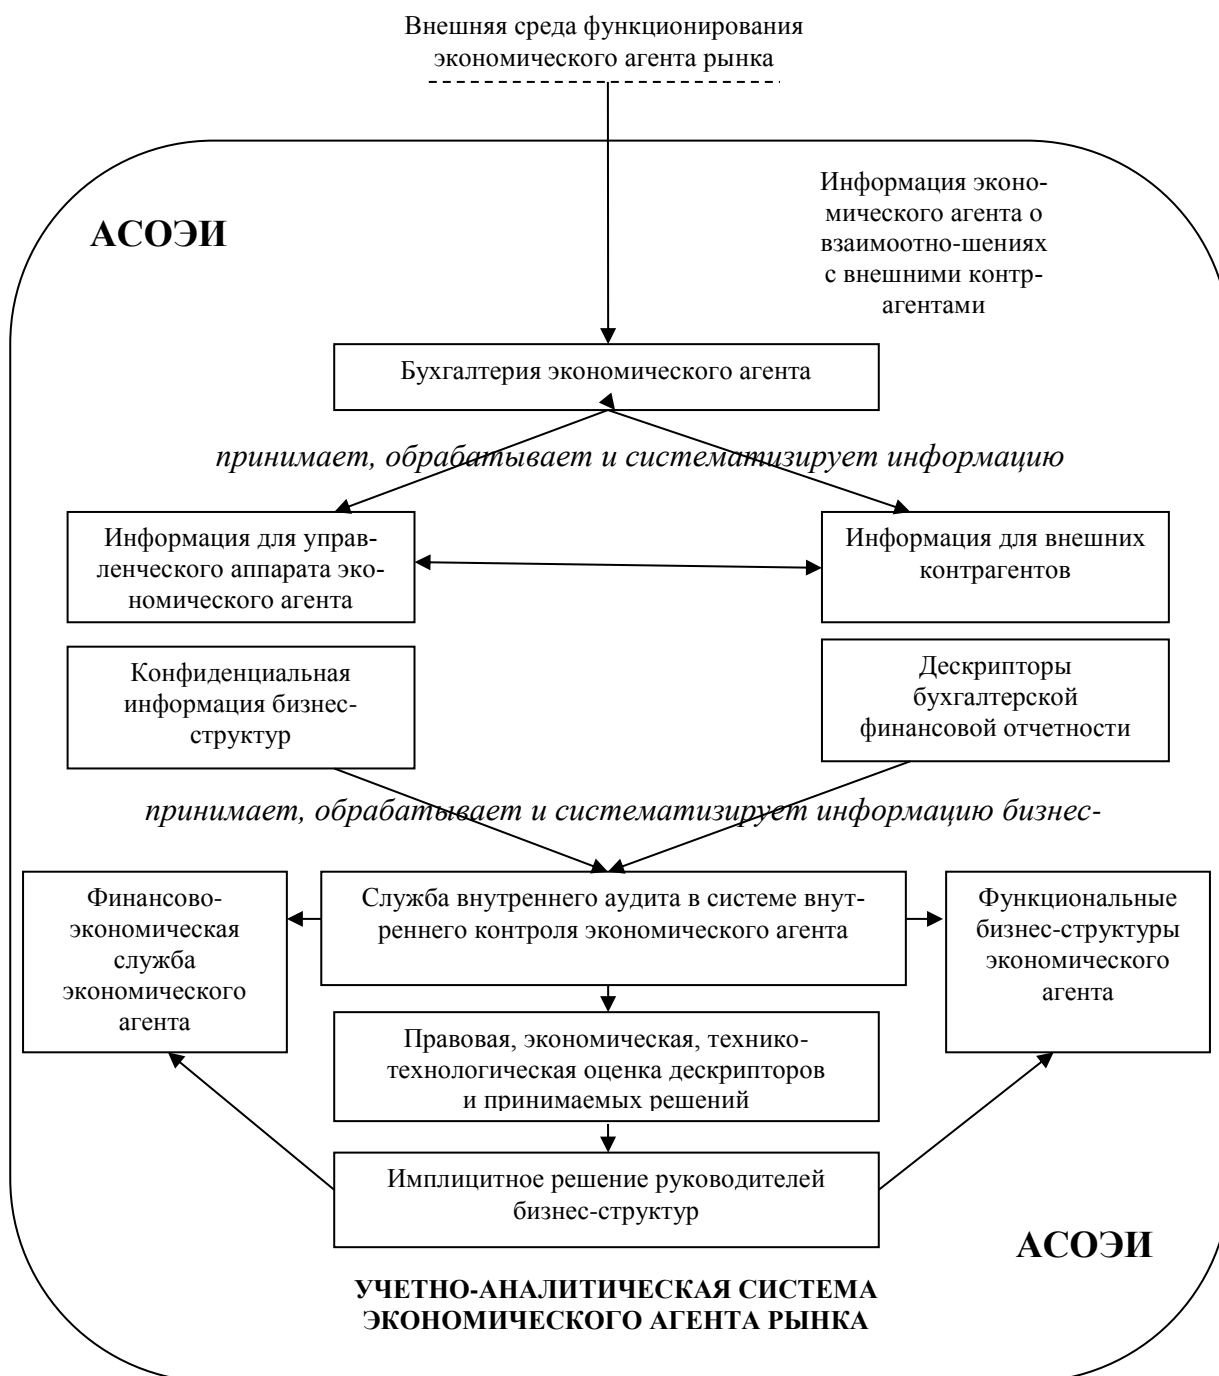 Внешняя среда функционирования
экономического агента рынка
АСОЭИ
Информация эконо-
мического агента о
взаимоотно-шениях
с внешними контр-
агентами
Бухгалтерия экономического агента
принимает, обрабатывает и систематизирует информацию
Информация для управ-
ленческого аппарата эко-
номического агента
Информация для внешних
контрагентов
Конфиденциальная
информация бизнес-
структур
Дескрипторы
бухгалтерской
финансовой отчетности
принимает, обрабатывает и систематизирует информацию бизнес-
Финансово-
экономическая
служба
экономического
агента
Служба внутреннего аудита в системе внут-
реннего контроля экономического агента
Функциональные
бизнес-структуры
экономического
агента
Правовая, экономическая, технико-
технологическая оценка дескрипторов
и принимаемых решений
Имплицитное решение руководителей
бизнес-структур
АСОЭИ
УЧЕТНО-АНАЛИТИЧЕСКАЯ СИСТЕМА
ЭКОНОМИЧЕСКОГО АГЕНТА РЫНКА